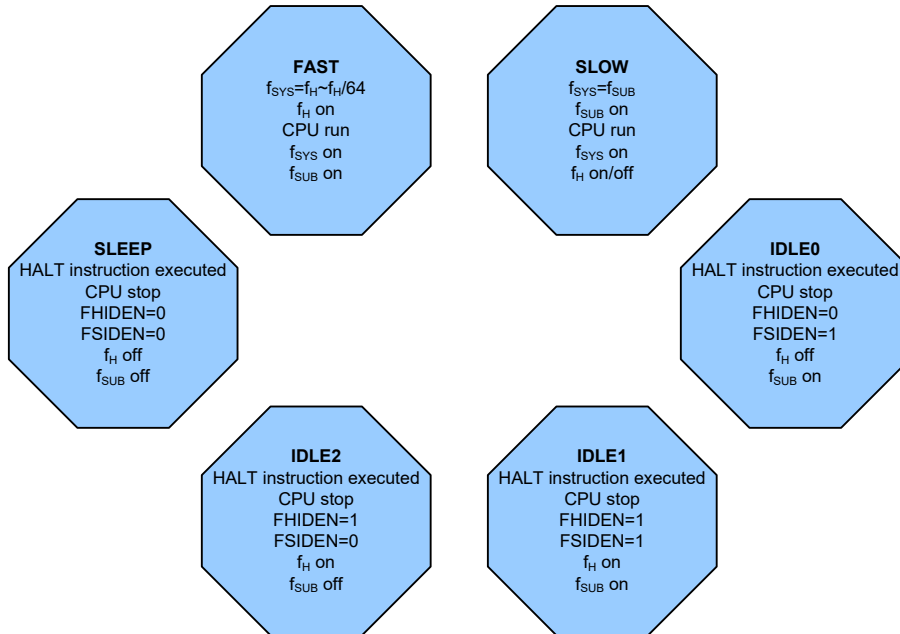 FAST
fSYS=fH~fH/64
fH on
CPU run
fSYS on
fSUB on
SLOW
fSYS=fSUB
fSUB on
CPU run
fSYS on
fH on/off
SLEEP
HALT instruction executed
CPU stop
FHIDEN=0
FSIDEN=0
fH off
fSUB off
IDLE0
HALT instruction executed
CPU stop
FHIDEN=0
FSIDEN=1
fH off
fSUB on
IDLE2
HALT instruction executed
CPU stop
FHIDEN=1
FSIDEN=0
fH on
fSUB off
IDLE1
HALT instruction executed
CPU stop
FHIDEN=1
FSIDEN=1
fH on
fSUB on